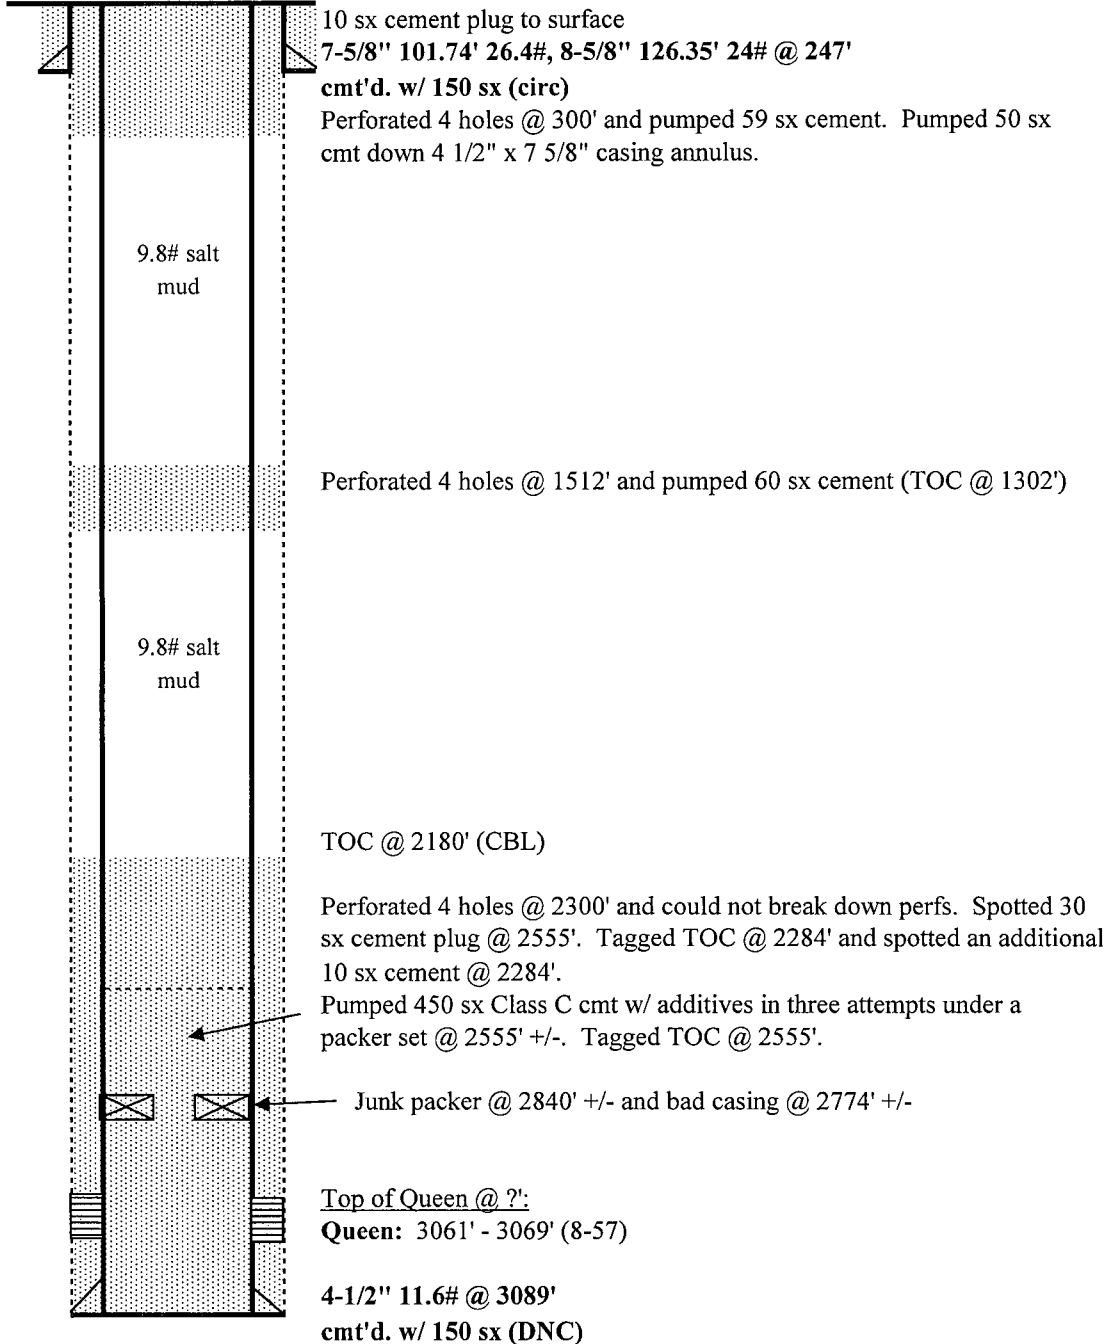 10 sx cement plug to surface
7-5/8" 101.74' 26.4#, 8-5/8" 126.35' 24# @ 247'
cmt'd. w/ 150 sx (circ)
Perforated 4 holes @ 300' and pumped 59 sx cement. Pumped 50 sx
cmt down 4 1/2" x 7 5/8" casing annulus.
9.8# salt
mud
Perforated 4 holes @ 1512' and pumped 60 sx cement (TOC @ 1302')
9.8# salt
mud
TOC @ 2180' (CBL)
Perforated 4 holes @ 2300' and could not break down perfs. Spotted 30
sx cement plug @ 2555'. Tagged TOC @ 2284' and spotted an additional
10 sx cement @ 2284'.
Pumped 450 sx Class C cmt w/ additives in three attempts under a
packer set @ 2555' +/-. Tagged TOC @ 2555'.
Junk packer @ 2840' +/- and bad casing @ 2774' +/-
Top of Queen @ ?':
Queen: 3061' - 3069' (8-57)
4-1/2" 11.6# @ 3089'
cmt'd. w/ 150 sx (DNC)